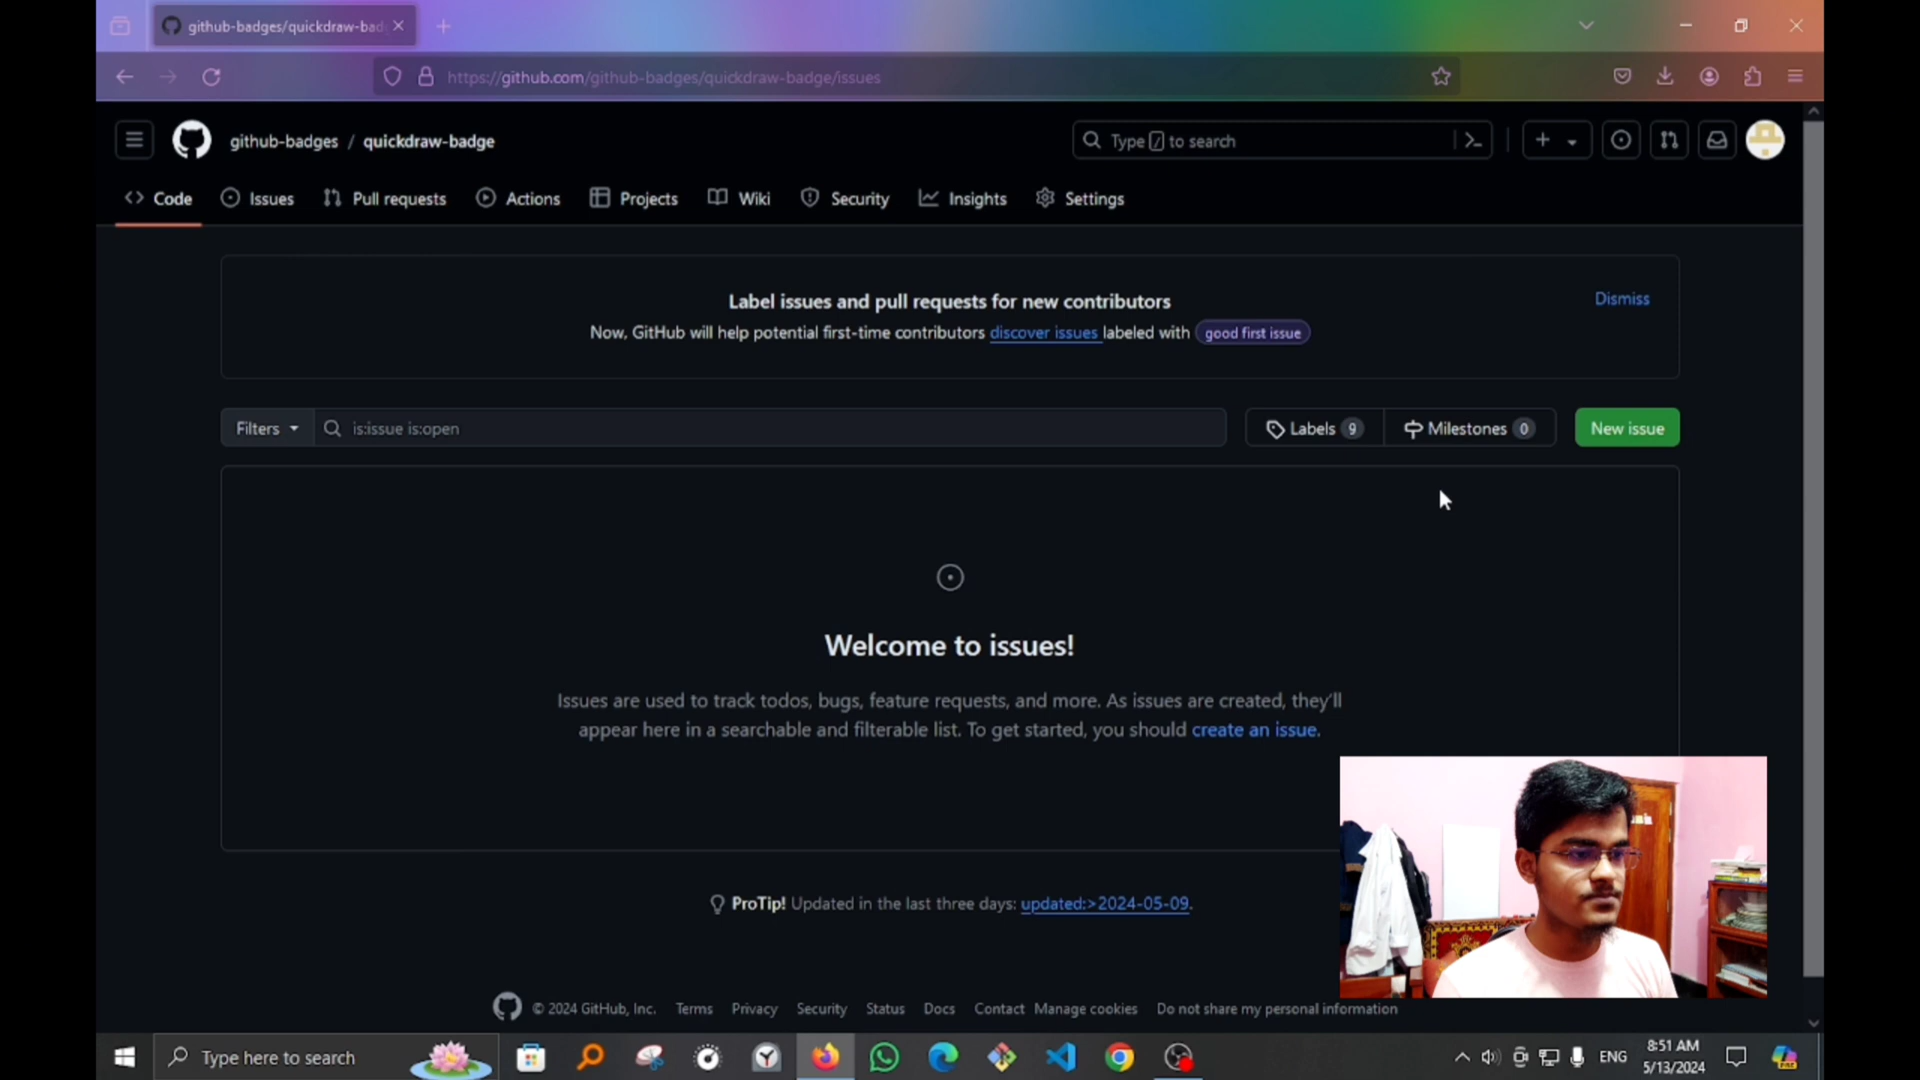 github-badges/quickdraw-bad
https://github.com/github-badges/quickdraw-badge/issues
github-badges / quickdraw-badge
Type / to search
Code
Issues
Pull requests
Actions
Projects
Wiki
Security
Insights
Settings
Label issues and pull requests for new contributors
Dismiss
Now, GitHub will help potential first-time contributors discover issues labeled with good first issue
Filters
is:issue is:open
Labels 9
Milestones 0
New issue
Welcome to issues!
Issues are used to track todos, bugs, feature requests, and more. As issues are created, they'll
appear here in a searchable and filterable list. To get started, you should create an issue.
ProTip! Updated in the last three days: updated:>2024-05-09.
© 2024 GitHub, Inc.
Terms
Privacy
Security
Status
Docs
Contact
Manage cookies
Do not share my personal information
Type here to search
ENG
8:51 AM
5/13/2024